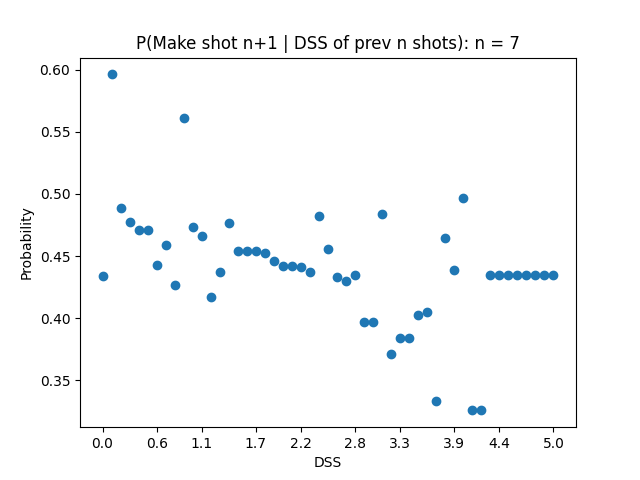 P(Make shot n+1 | DSS of prev n shots): n = 7
0.60
0.55
0.50
0.45
0.40
0.35
Probability
0.0 0.6 1.1 1.7 2.2 2.8 3.3 3.9 4.4 5.0
DSS